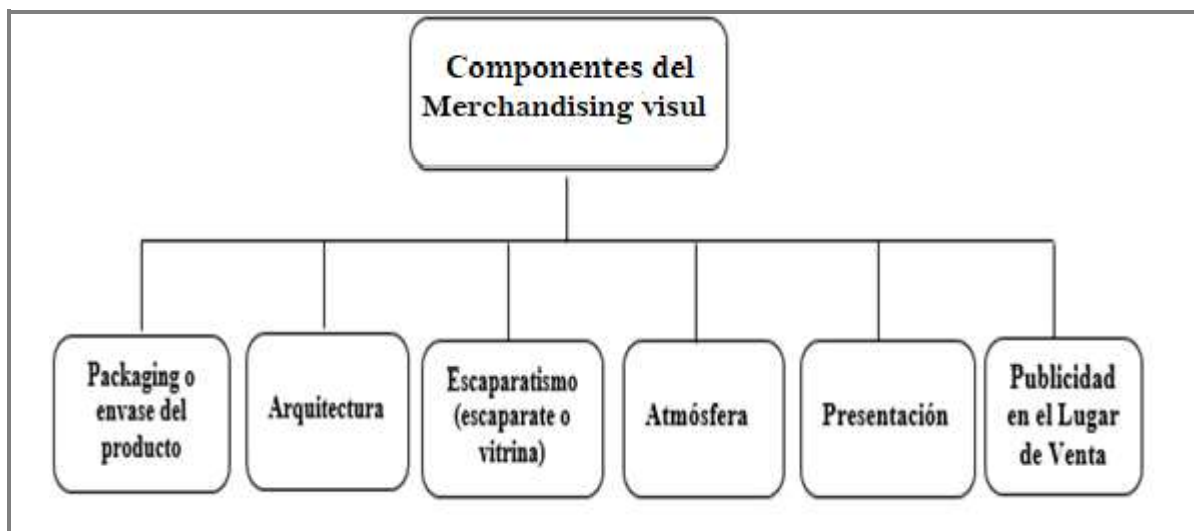 Componentes del
Merchandising visul
Packaging o
envase del
producto
Arquitectura
Escaparatismo
(escaparate o
vitrina)
Atmósfera
Presentación
Publicidad
en el Lugar
de Venta